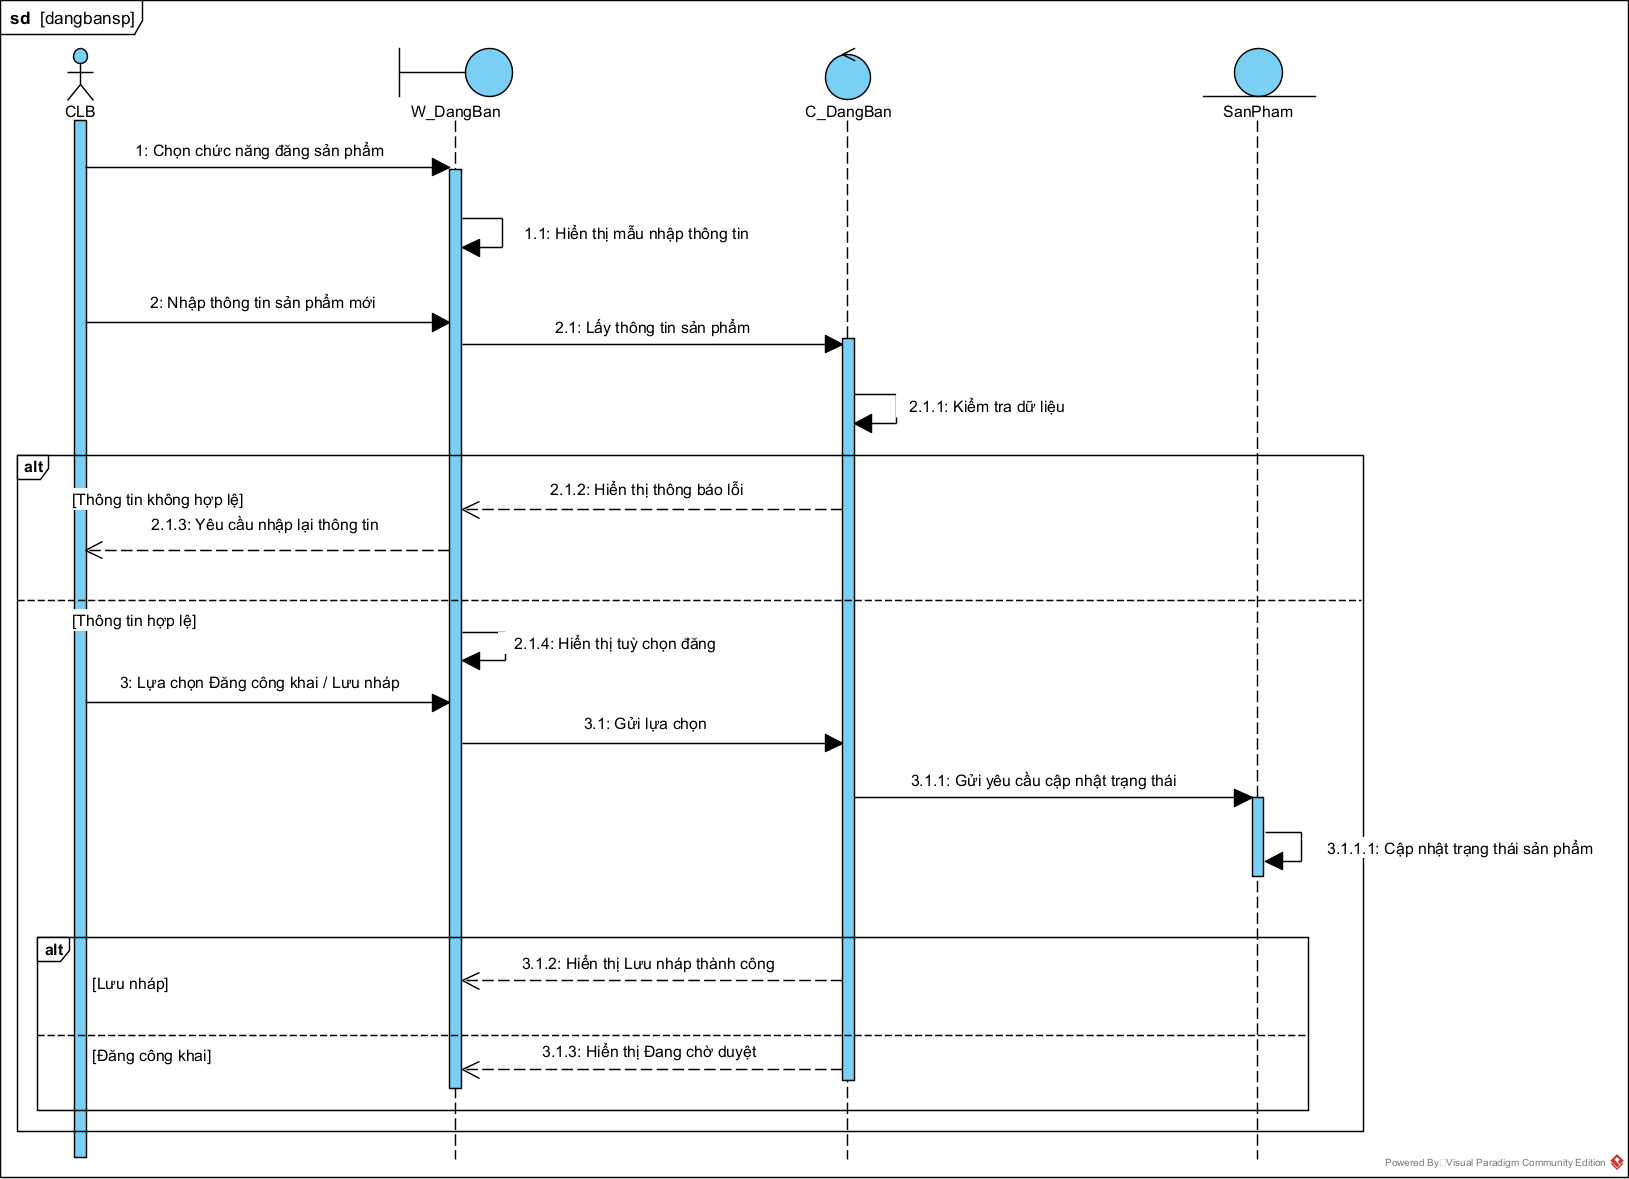 sd [dangbansp]
CLB
W_DangBan
C_DangBan
SanPham
1: Chọn chức năng đăng sản phẩm
1.1: Hiển thị mẫu nhập thông tin
2: Nhập thông tin sản phẩm mới
2.1: Lấy thông tin sản phẩm
2.1.1: Kiểm tra dữ liệu
alt
[Thông tin không hợp lệ]
2.1.2: Hiển thị thông báo lỗi
2.1.3: Yêu cầu nhập lại thông tin
[Thông tin hợp lệ]
2.1.4: Hiển thị tuỳ chọn đăng
3: Lựa chọn Đăng công khai / Lưu nháp
3.1: Gửi lựa chọn
3.1.1: Gửi yêu cầu cập nhật trạng thái
3.1.1.1: Cập nhật trạng thái sản phẩm
alt
[Lưu nháp]
3.1.2: Hiển thị Lưu nháp thành công
[Đăng công khai]
3.1.3: Hiển thị Đang chờ duyệt
Powered By Visual Paradigm Community Edition